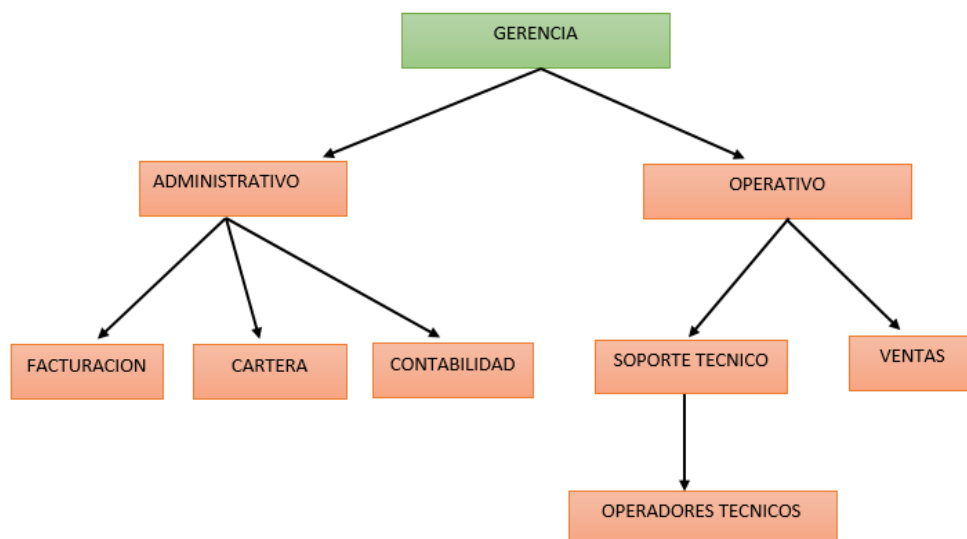 GERENCIA
ADMINISTRATIVO
OPERATIVO
FACTURACION
CARTERA
CONTABILIDAD
SOPORTE TECNICO
VENTAS
OPERADORES TECNICOS